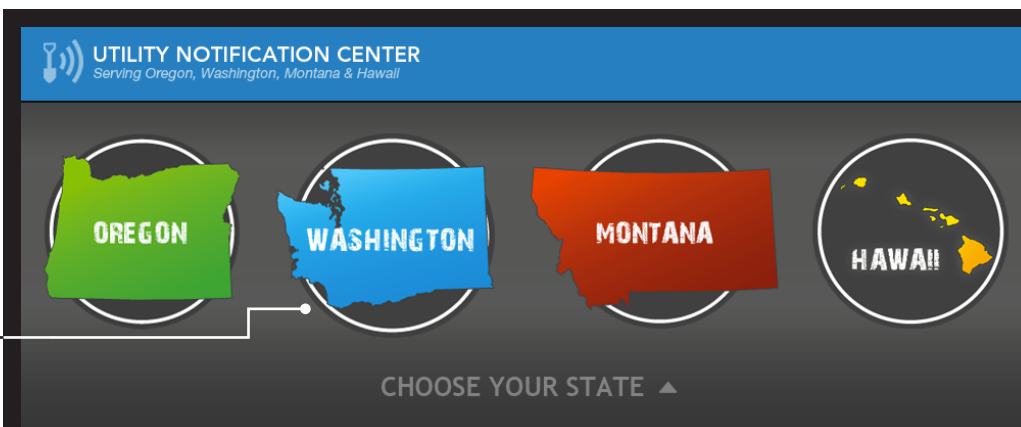 UTILITY NOTIFICATION CENTER
Serving Oregon, Washington, Montana & Hawaii
OREGON
WASHINGTON
MONTANA
HAWAII
CHOOSE YOUR STATE